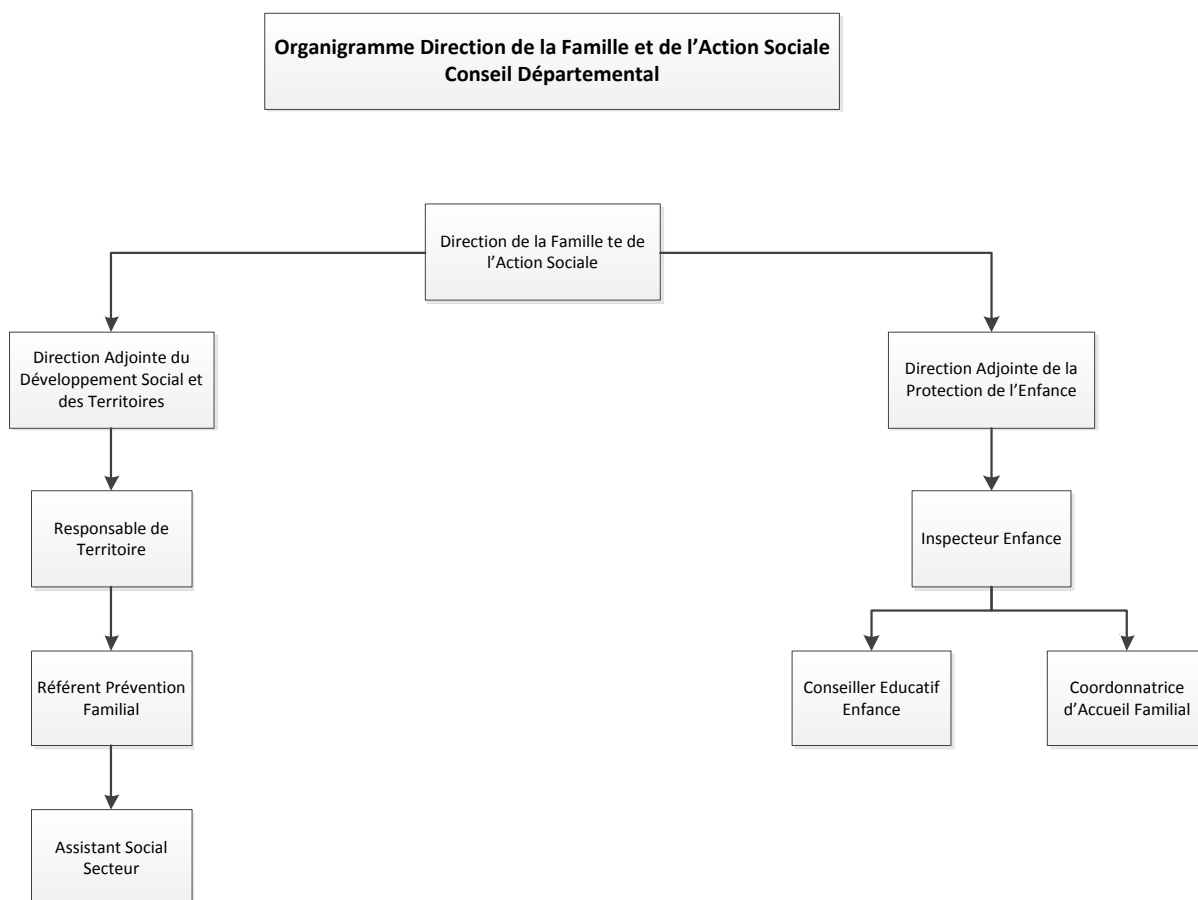 Organigramme Direction de la Famille et de l’Action Sociale
Conseil Départemental
Direction de la Famille te de
l’Action Sociale
Direction Adjointe du
Développement Social et
des Territoires
Direction Adjointe de la
Protection de l’Enfance
Responsable de
Territoire
Inspecteur Enfance
Référent Prévention
Familial
Conseiller Educatif
Enfance
Coordonnatrice
d’Accueil Familial
Assistant Social
Secteur